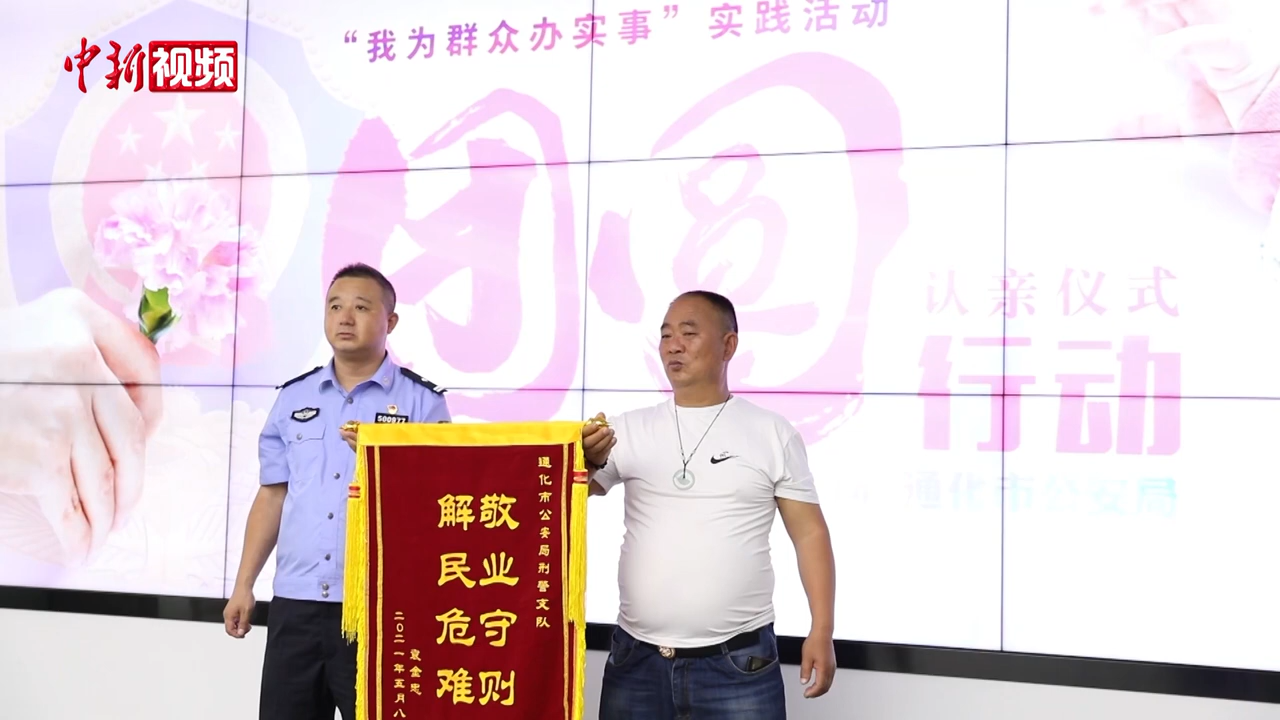 中新视频
“我为群众办实事”实践活动
团圆
认亲仪式
行动
通化市公安局
500977
通化市公安局刑警支队
敬业守则
解民危难
袁金忠
二〇二一年五月八